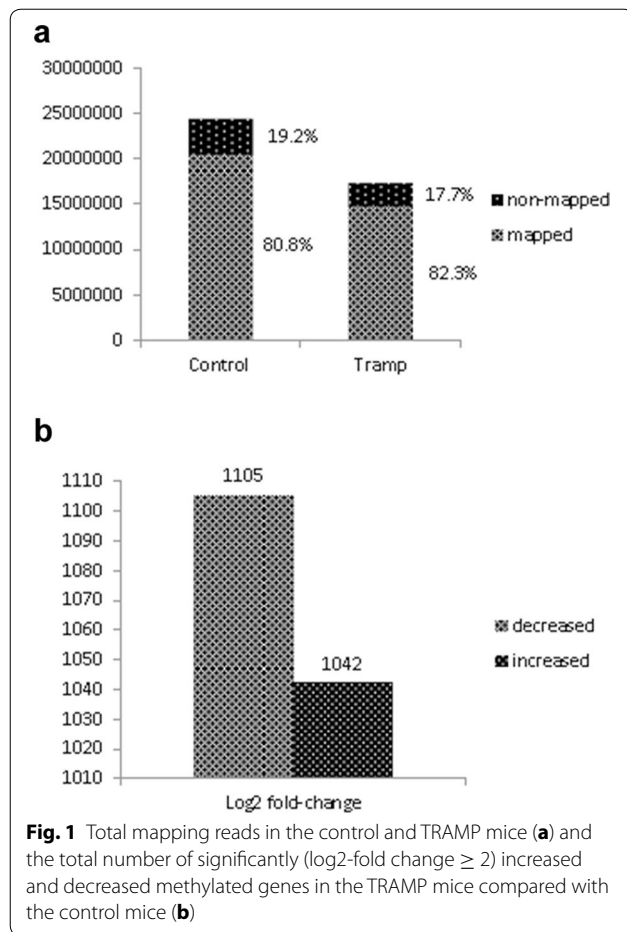 a
30000000
25000000
20000000
15000000
10000000
5000000
0
19.2%
80.8%
17.7%
82.3%
non-mapped
mapped
Control
Tramp
b
1110
1100
1090
1080
1070
1060
1050
1040
1030
1020
1010
1105
1042
decreased
increased
Log2 fold-change
Fig. 1 Total mapping reads in the control and TRAMP mice (a) and
the total number of significantly (log2-fold change ≥ 2) increased
and decreased methylated genes in the TRAMP mice compared with
the control mice (b)